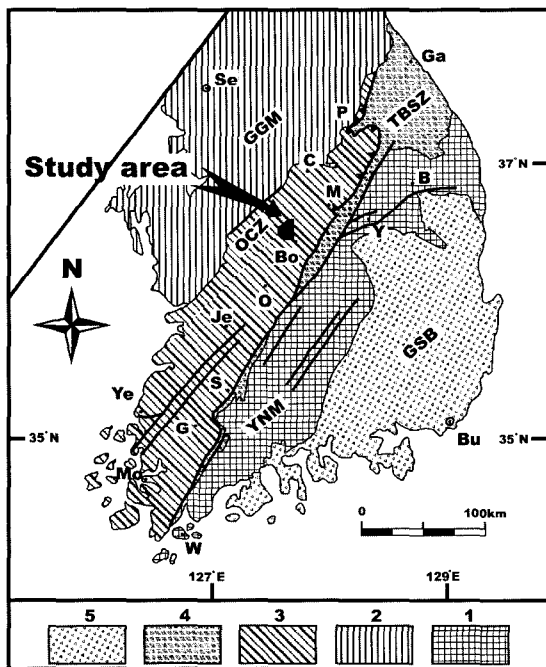 Ga
Se
P
TBSZ
GGM
Study area
C
37°N
M
B
OCZ
Y
Bo
N
O
Je
GSB
S
Ye
YNM
G
35°N
35°N
Bu
Mo
0 100km
W
127°E 129°E
5 4 3 2 1